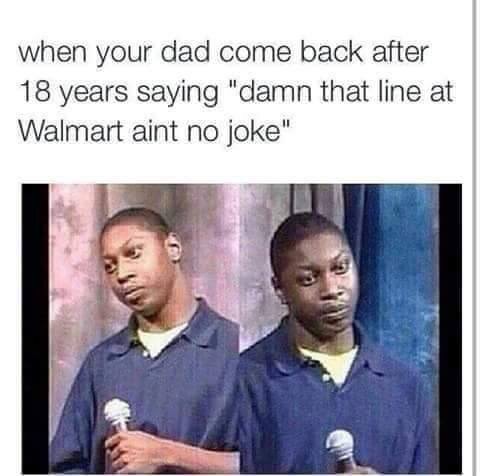 when your dad come back after
18 years saying "damn that line at
Walmart aint no joke"